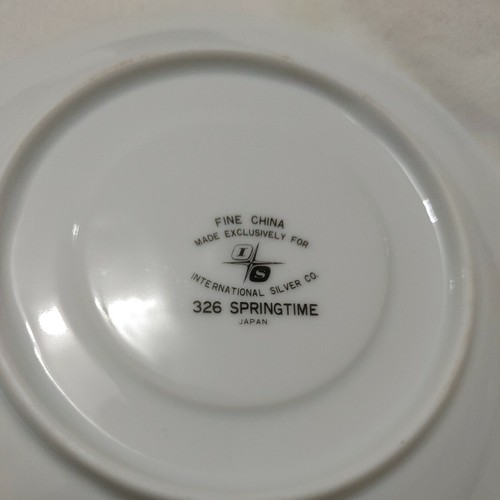 FINE CHINA
MADE EXCLUSIVELY FOR
I S
INTERNATIONAL SILVER CO.
326 SPRINGTIME
JAPAN